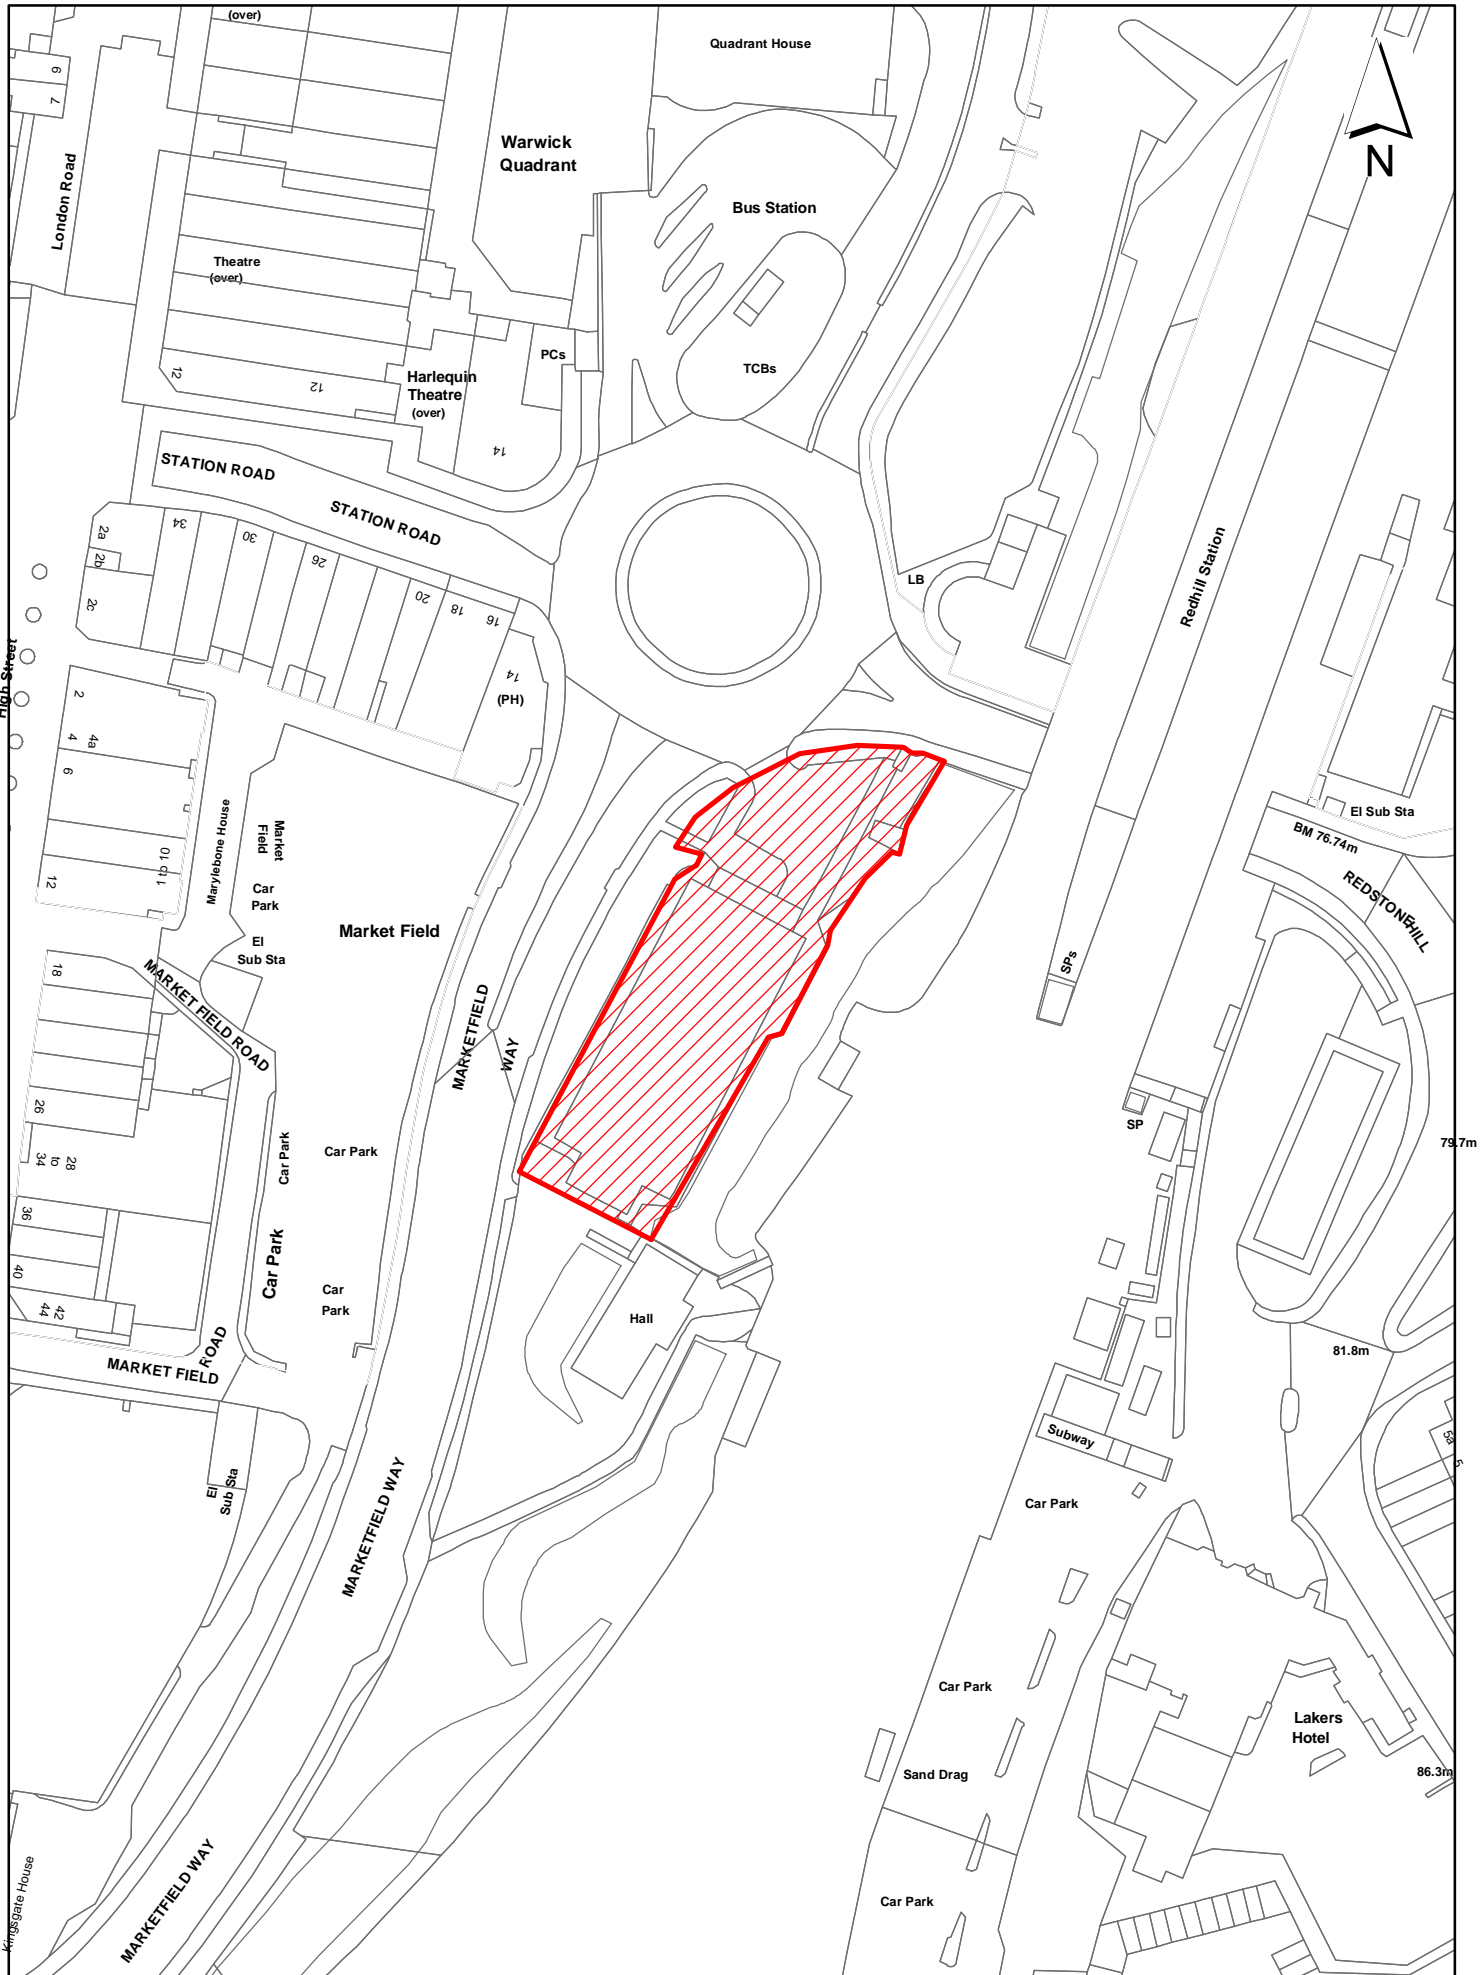 (over)
Quadrant House
N
9
7
London Road
Warwick
Quadrant
Bus Station
Theatre
(over)
TCBs
PCs
Harlequin
Theatre
(over)
12
12
14
STATION ROAD
STATION ROAD
2a
2b
2c
34
30
26
20
18
16
14
(PH)
LB
Redhill Station
High Street
2
4
4a
6
12
1 to 10
Marylebone House
Market
Field
Car
Park
El
Sub Sta
Market Field
El Sub Sta
BM 76.74m
REDSTONE HILL
SPs
SP
MARKET FIELD ROAD
MARKETFIELD
WAY
18
26
28
to
34
36
40
42
44
Car Park
Car Park
Car Park
Car
Park
79.7m
81.8m
Hall
MARKET FIELD
ROAD
El
Sub Sta
MARKETFIELD WAY
Subway
Car Park
5a
5
Car Park
Lakers
Hotel
Sand Drag
86.3m
Car Park
MARKETFIELD WAY
Kingsgate House